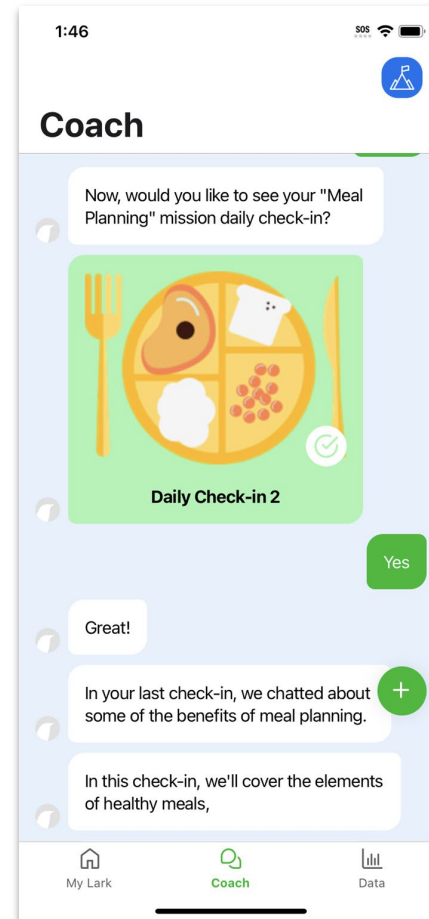 1:46
SOS
Coach
Now, would you like to see your "Meal
Planning" mission daily check-in?
Daily Check-in 2
Yes
Great!
In your last check-in, we chatted about
some of the benefits of meal planning.
In this check-in, we'll cover the elements
of healthy meals,
My Lark
Coach
Data